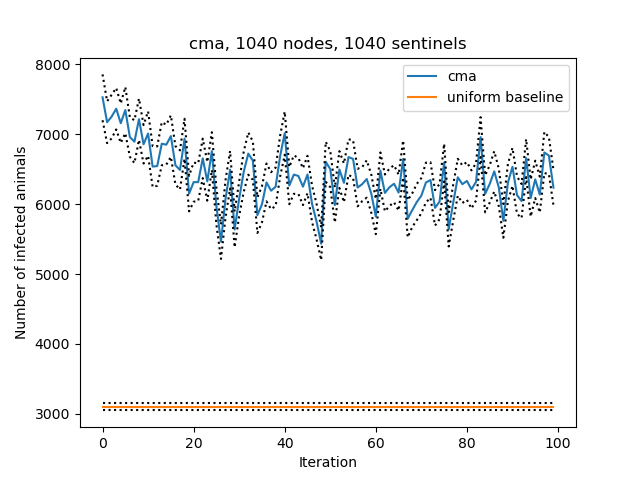 cma, 1040 nodes, 1040 sentinels
cma
uniform baseline
8000
7000
6000
5000
4000
3000
Number of infected animals
0 20 40 60 80 100
Iteration